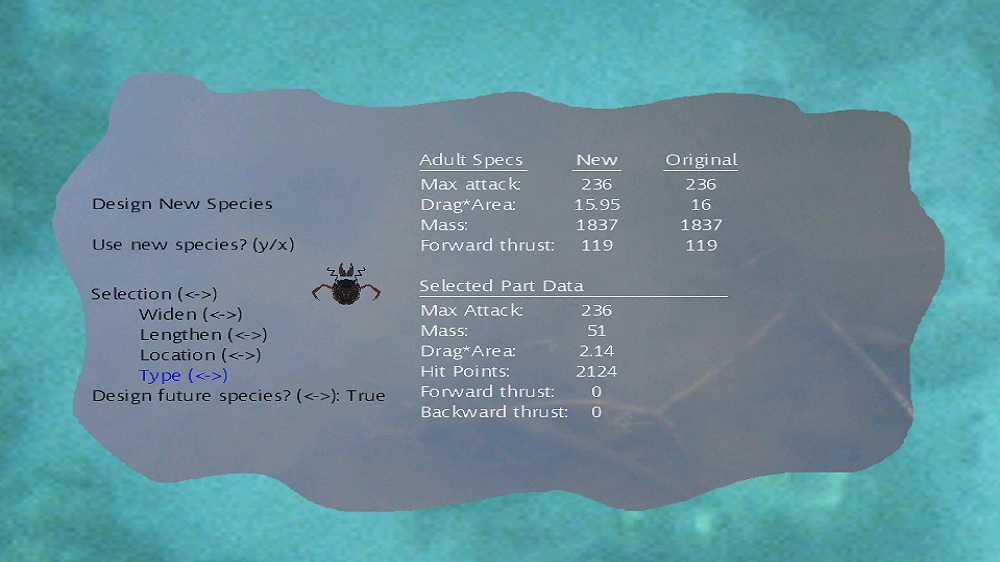 Design New Species
Use new species? (y/x)
Selection (<->)
Widen (<->)
Lengthen (<->)
Location (<->)
Type (<->)
Design future species? (<->): True
Adult Specs New Original
Max attack: 236 236
Drag*Area: 15.95 16
Mass: 1837 1837
Forward thrust: 119 119
Selected Part Data
Max Attack: 236
Mass: 51
Drag*Area: 2.14
Hit Points: 2124
Forward thrust: 0
Backward thrust: 0